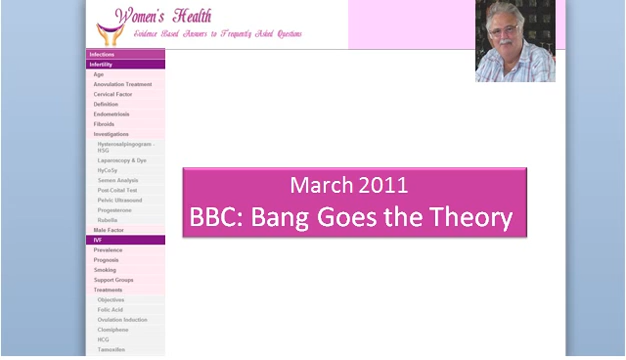 Women's Health
Evidence Based Answers to Frequently Asked Questions
Infections
Infertility
Age
Anovulation Treatment
Cervical Factor
Definition
Endometriosis
Fibroids
Investigations
Hysterosalpingogram -
HSG
Laparoscopy & Dye
HyCoSy
Semen Analysis
Post-Coital Test
Pelvic Ultrasound
Progesterone
Rubella
Male Factor
IVF
Prevalence
Prognosis
Smoking
Support Groups
Treatments
Objections
Folic Acid
Ovulation Induction
Clomiphene
HCG
Tamoxifen
March 2011
BBC: Bang Goes the Theory